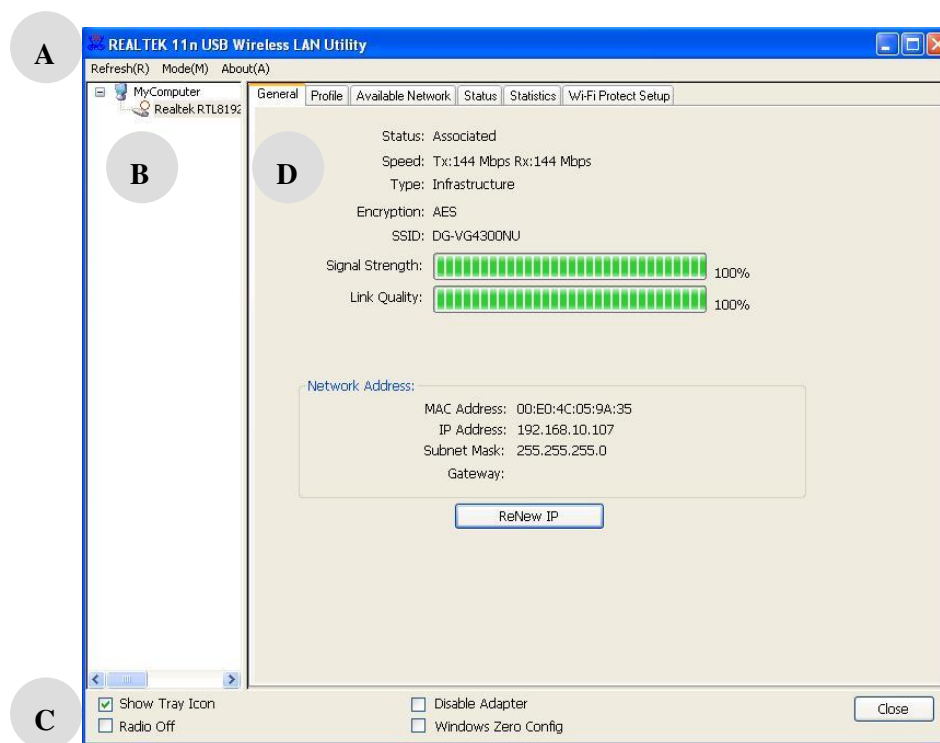 A
REALTEK 11n USB Wireless LAN Utility
Refresh(R) Mode(M) About(A)
MyComputer
Realtek RTL8192
General Profile Available Network Status Statistics Wi-Fi Protect Setup
B
D
Status: Associated
Speed: Tx:144 Mbps Rx:144 Mbps
Type: Infrastructure
Encryption: AES
SSID: DG-VG4300NU
Signal Strength: 100%
Link Quality: 100%
Network Address:
MAC Address: 00:E0:4C:05:9A:35
IP Address: 192.168.10.107
Subnet Mask: 255.255.255.0
Gateway:
ReNew IP
C
Show Tray Icon
Radio Off
Disable Adapter
Windows Zero Config
Close